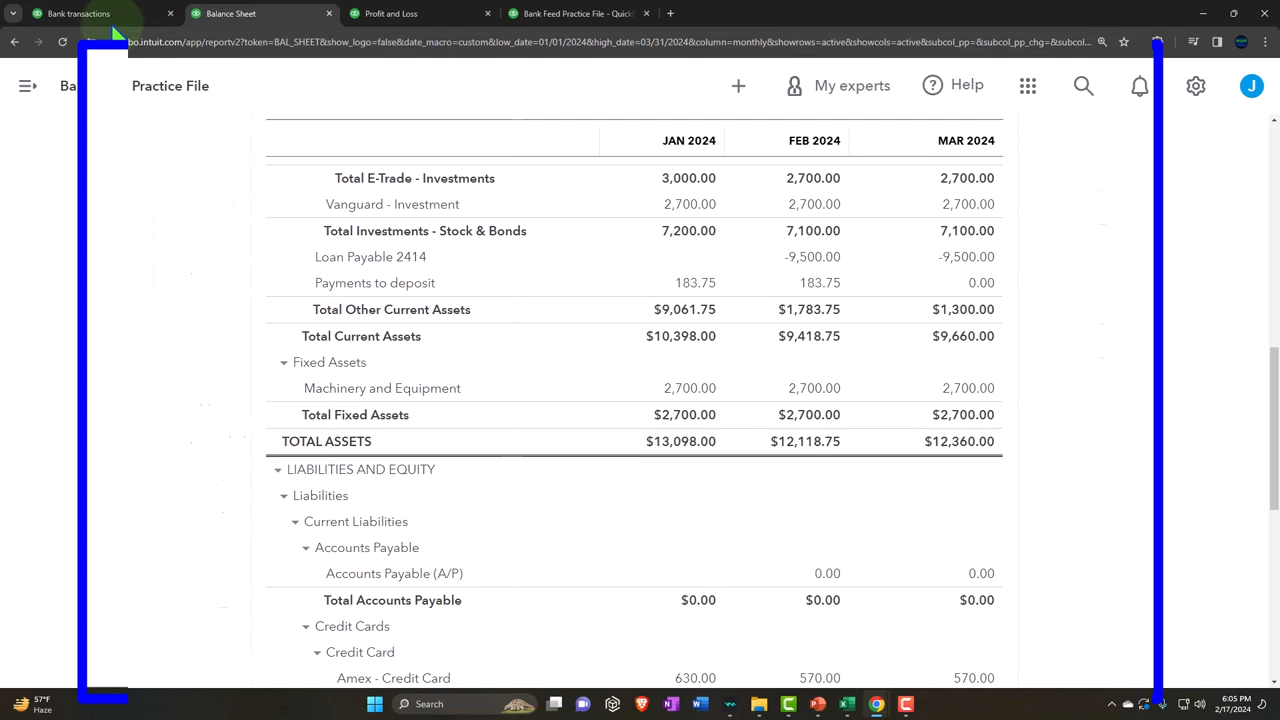 Bank transactions
Balance Sheet
Profit and Loss
Bank Feed Practice File - Quick
bo.intuit.com/app/reportv2?token=BAL_SHEET&show_logo=false&date_macro=custom&low_date=01/01/2024&high_date=03/31/2024&column=monthly&showrows=active&showcols=active&subcol_pp_chg=&subcol...
Ba Practice File
My experts
Help
J
JAN 2024 FEB 2024 MAR 2024
Total E-Trade - Investments 3,000.00 2,700.00 2,700.00
Vanguard - Investment 2,700.00 2,700.00 2,700.00
Total Investments - Stock & Bonds 7,200.00 7,100.00 7,100.00
Loan Payable 2414 -9,500.00 -9,500.00
Payments to deposit 183.75 183.75 0.00
Total Other Current Assets $9,061.75 $1,783.75 $1,300.00
Total Current Assets $10,398.00 $9,418.75 $9,660.00
Fixed Assets
Machinery and Equipment 2,700.00 2,700.00 2,700.00
Total Fixed Assets $2,700.00 $2,700.00 $2,700.00
TOTAL ASSETS $13,098.00 $12,118.75 $12,360.00
LIABILITIES AND EQUITY
Liabilities
Current Liabilities
Accounts Payable
Accounts Payable (A/P) 0.00 0.00
Total Accounts Payable $0.00 $0.00 $0.00
Credit Cards
Credit Card
Amex - Credit Card 630.00 570.00 570.00
57°F
Haze
Search
6:05 PM
2/17/2024